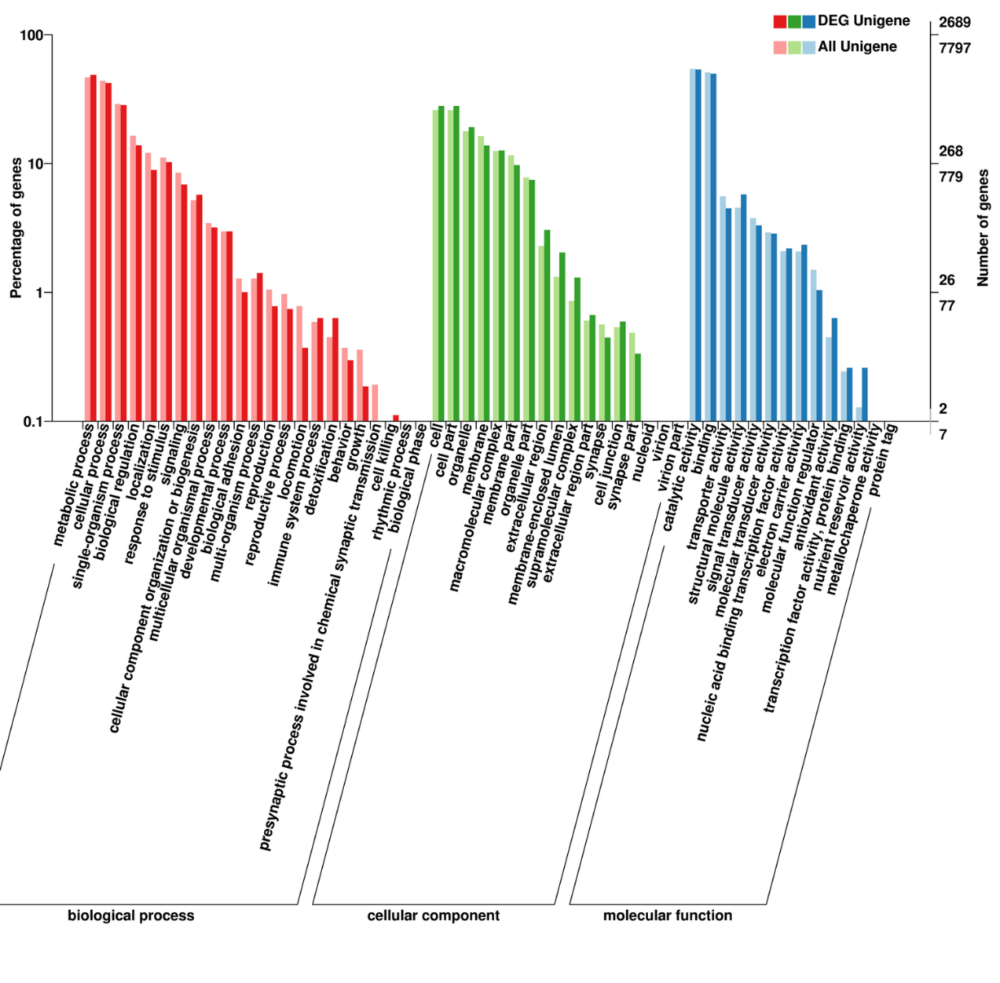 DEG Unigene
All Unigene
100
10
1
0.1
Percentage of genes
2689
7797
268
779
26
77
2
7
Number of genes
metabolic process
cellular process
single-organism process
biological regulation
localization
response to stimulus
signaling
cellular component organization or biogenesis
multicellular organismal process
developmental process
biological adhesion
multi-organism process
reproduction
reproductive process
locomotion
immune system process
detoxification
behavior
growth
presynaptic process involved in chemical synaptic transmission
cell killing
rhythmic process
biological phase
cell
cell part
organelle
membrane
macromolecular complex
membrane part
organelle part
extracellular region
membrane-enclosed lumen
supramolecular complex
extracellular region part
synapse
cell junction
synapse part
nucleoid
virion
virion part
catalytic activity
binding
transporter activity
structural molecule activity
signal transducer activity
molecular transducer activity
nucleic acid binding transcription factor activity
electron carrier activity
molecular function regulator
antioxidant activity
transcription factor activity, protein binding
nutrient reservoir activity
metallochaperone activity
protein tag
biological process
cellular component
molecular function